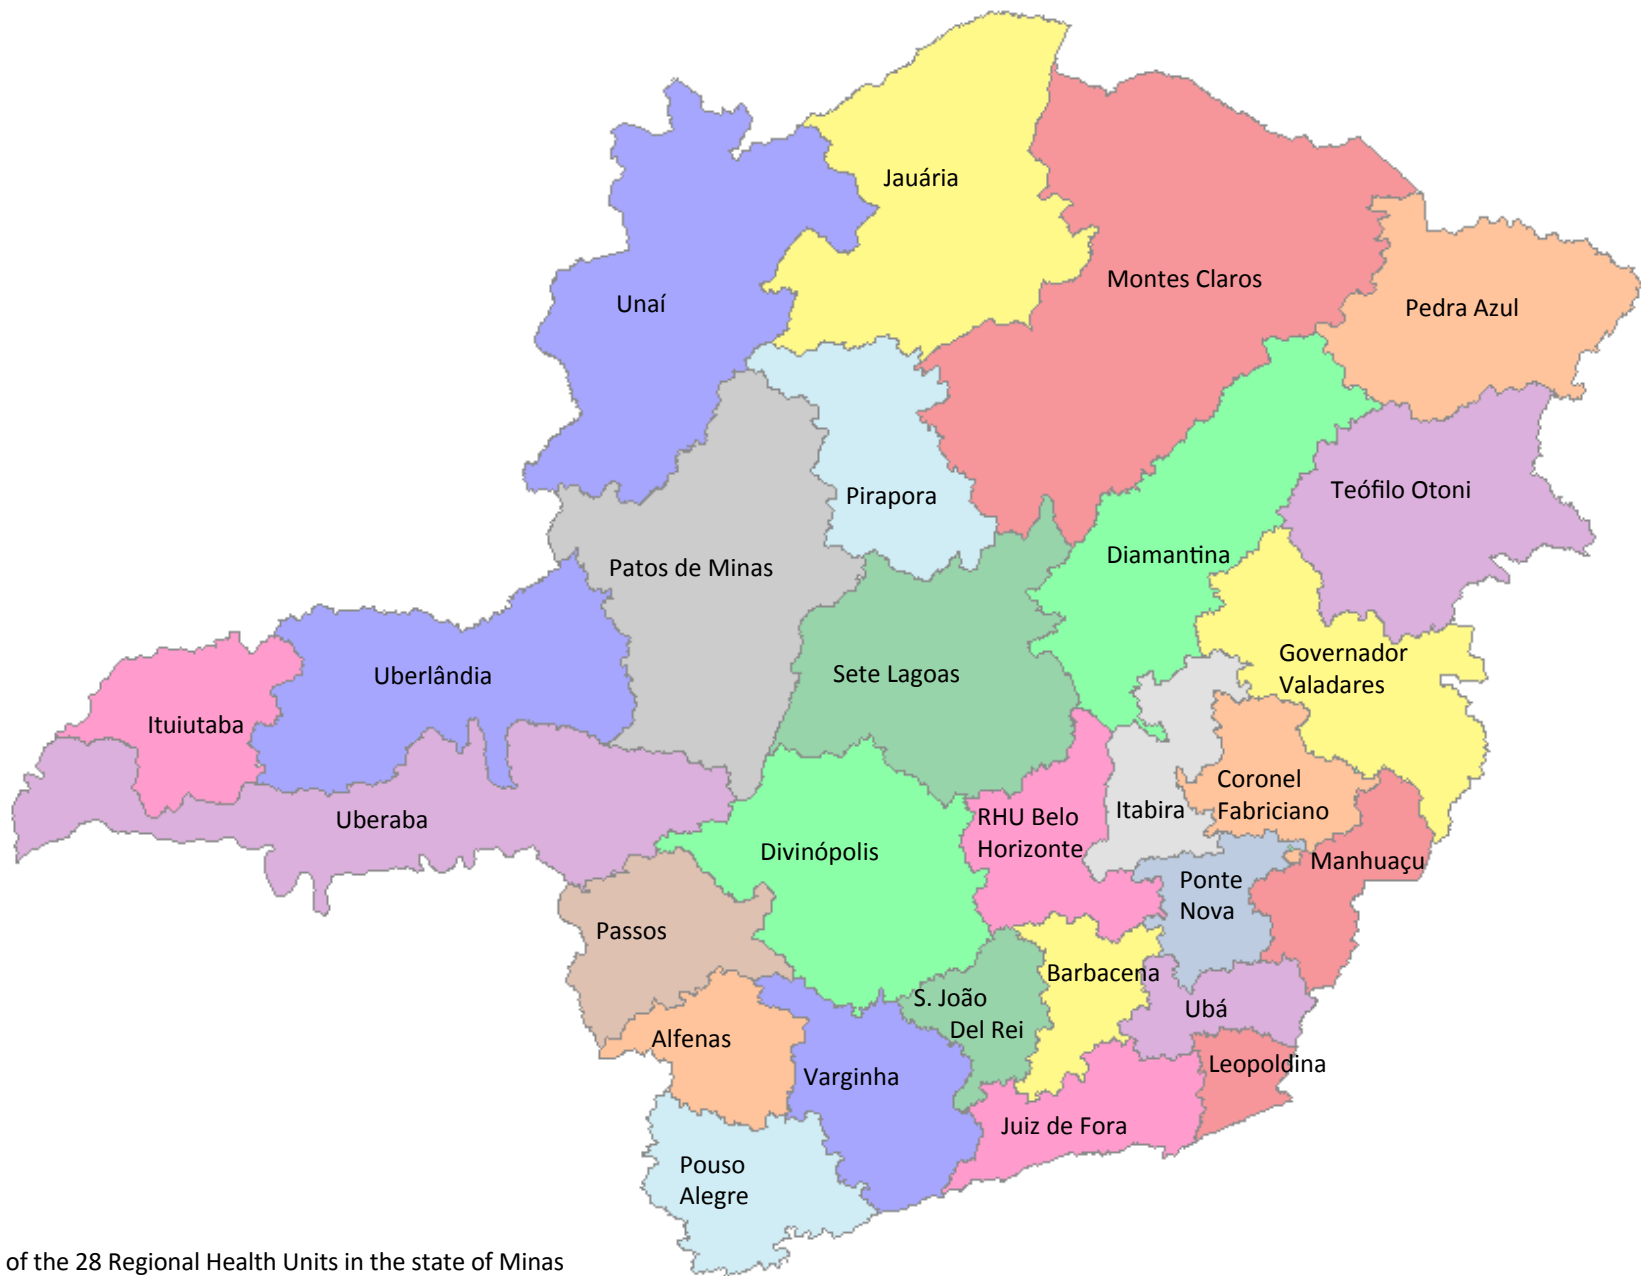 Jauária
Montes Claros
Unaí
Pedra Azul
Pirapora
Teófilo Otoni
Diamantina
Patos de Minas
Governador
Valadares
Sete Lagoas
Uberlândia
Ituiutaba
Coronel
Fabriciano
Itabira
RHU Belo
Horizonte
Uberaba
Divinópolis
Manhuaçu
Ponte
Nova
Passos
Barbacena
S. João
Del Rei
Ubá
Alfenas
Leopoldina
Varginha
Juiz de Fora
Pouso
Alegre
of the 28 Regional Health Units in the state of Minas